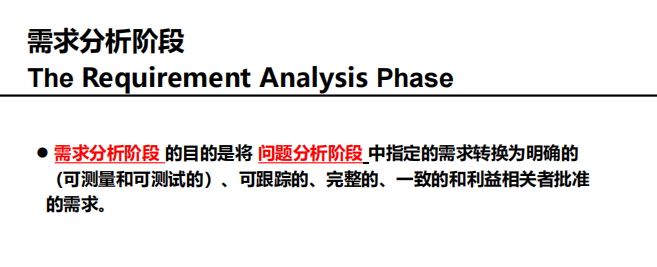 需求分析阶段
The Requirement Analysis Phase
● 需求分析阶段 的目的是将 问题分析阶段 中指定的需求转换为明确的
（可测量和可测试的）、可跟踪的、完整的、一致的和利益相关者批准
的需求。